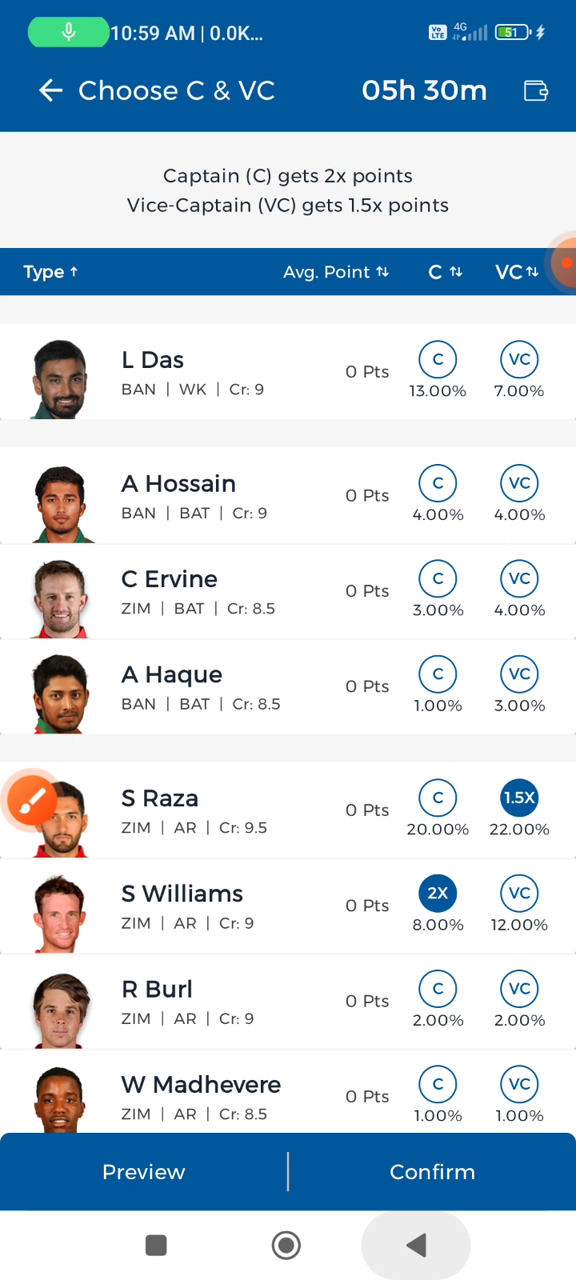 10:59 AM | 0.0K...
Vo LTE 4G 51
Choose C & VC 05h 30m
Captain (C) gets 2x points
Vice-Captain (VC) gets 1.5x points
Type ↑ Avg. Point ⇅ C ⇅ VC ⇅
L Das
BAN | WK | Cr: 9
0 Pts
C VC
13.00% 7.00%
A Hossain
BAN | BAT | Cr: 9
0 Pts
C VC
4.00% 4.00%
C Ervine
ZIM | BAT | Cr: 8.5
0 Pts
C VC
3.00% 4.00%
A Haque
BAN | BAT | Cr: 8.5
0 Pts
C VC
1.00% 3.00%
S Raza
ZIM | AR | Cr: 9.5
0 Pts
C 1.5X
20.00% 22.00%
S Williams
ZIM | AR | Cr: 9
0 Pts
2X VC
8.00% 12.00%
R Burl
ZIM | AR | Cr: 9
0 Pts
C VC
2.00% 2.00%
W Madhevere
ZIM | AR | Cr: 8.5
0 Pts
C VC
1.00% 1.00%
Preview Confirm